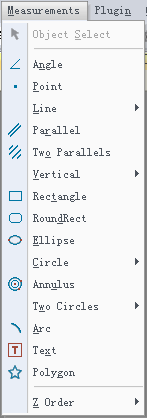 Measurements Plugin
Object Select
Angle
Point
Line
Parallel
Two Parallels
Vertical
Rectangle
RoundRect
Ellipse
Circle
Annulus
Two Circles
Arc
Text
Polygon
Z Order